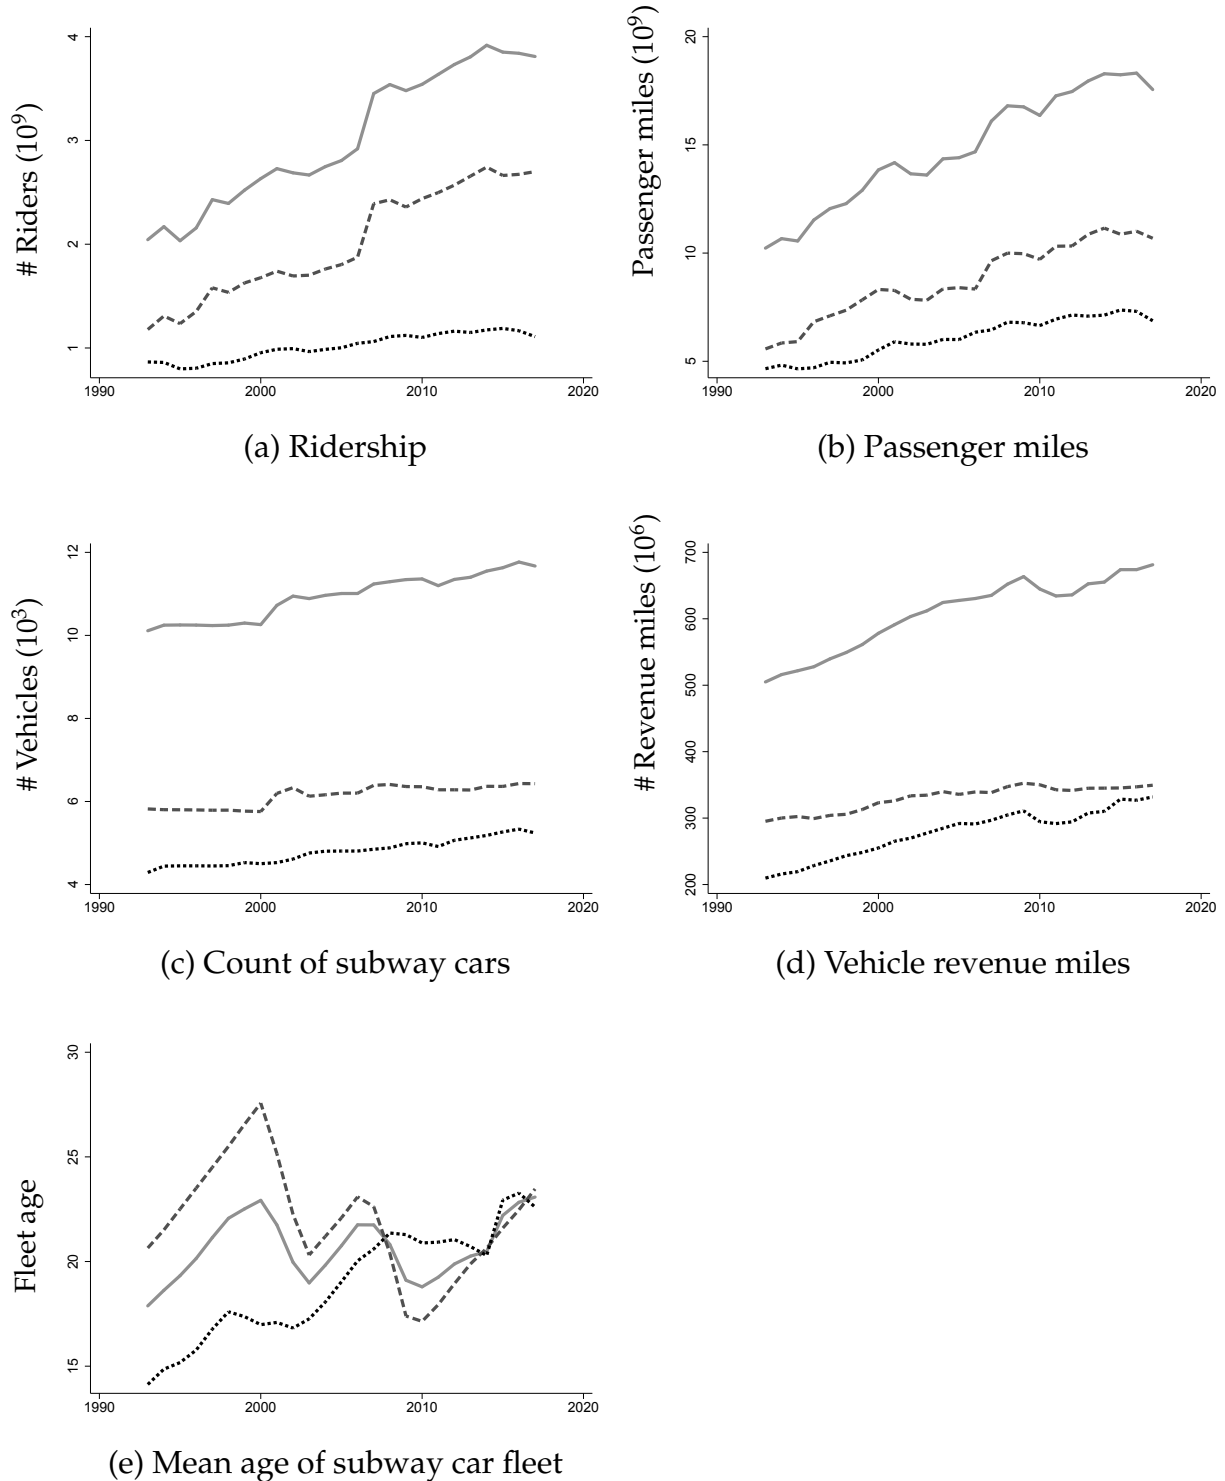 # Riders (10⁹)
4
3
2
1
1990 2000 2010 2020
(a) Ridership
Passenger miles (10⁹)
20
15
10
5
1990 2000 2010 2020
(b) Passenger miles
# Vehicles (10³)
12
10
8
6
4
1990 2000 2010 2020
(c) Count of subway cars
# Revenue miles (10⁶)
700
600
500
400
300
200
1990 2000 2010 2020
(d) Vehicle revenue miles
Fleet age
30
25
20
15
1990 2000 2010 2020
(e) Mean age of subway car fleet